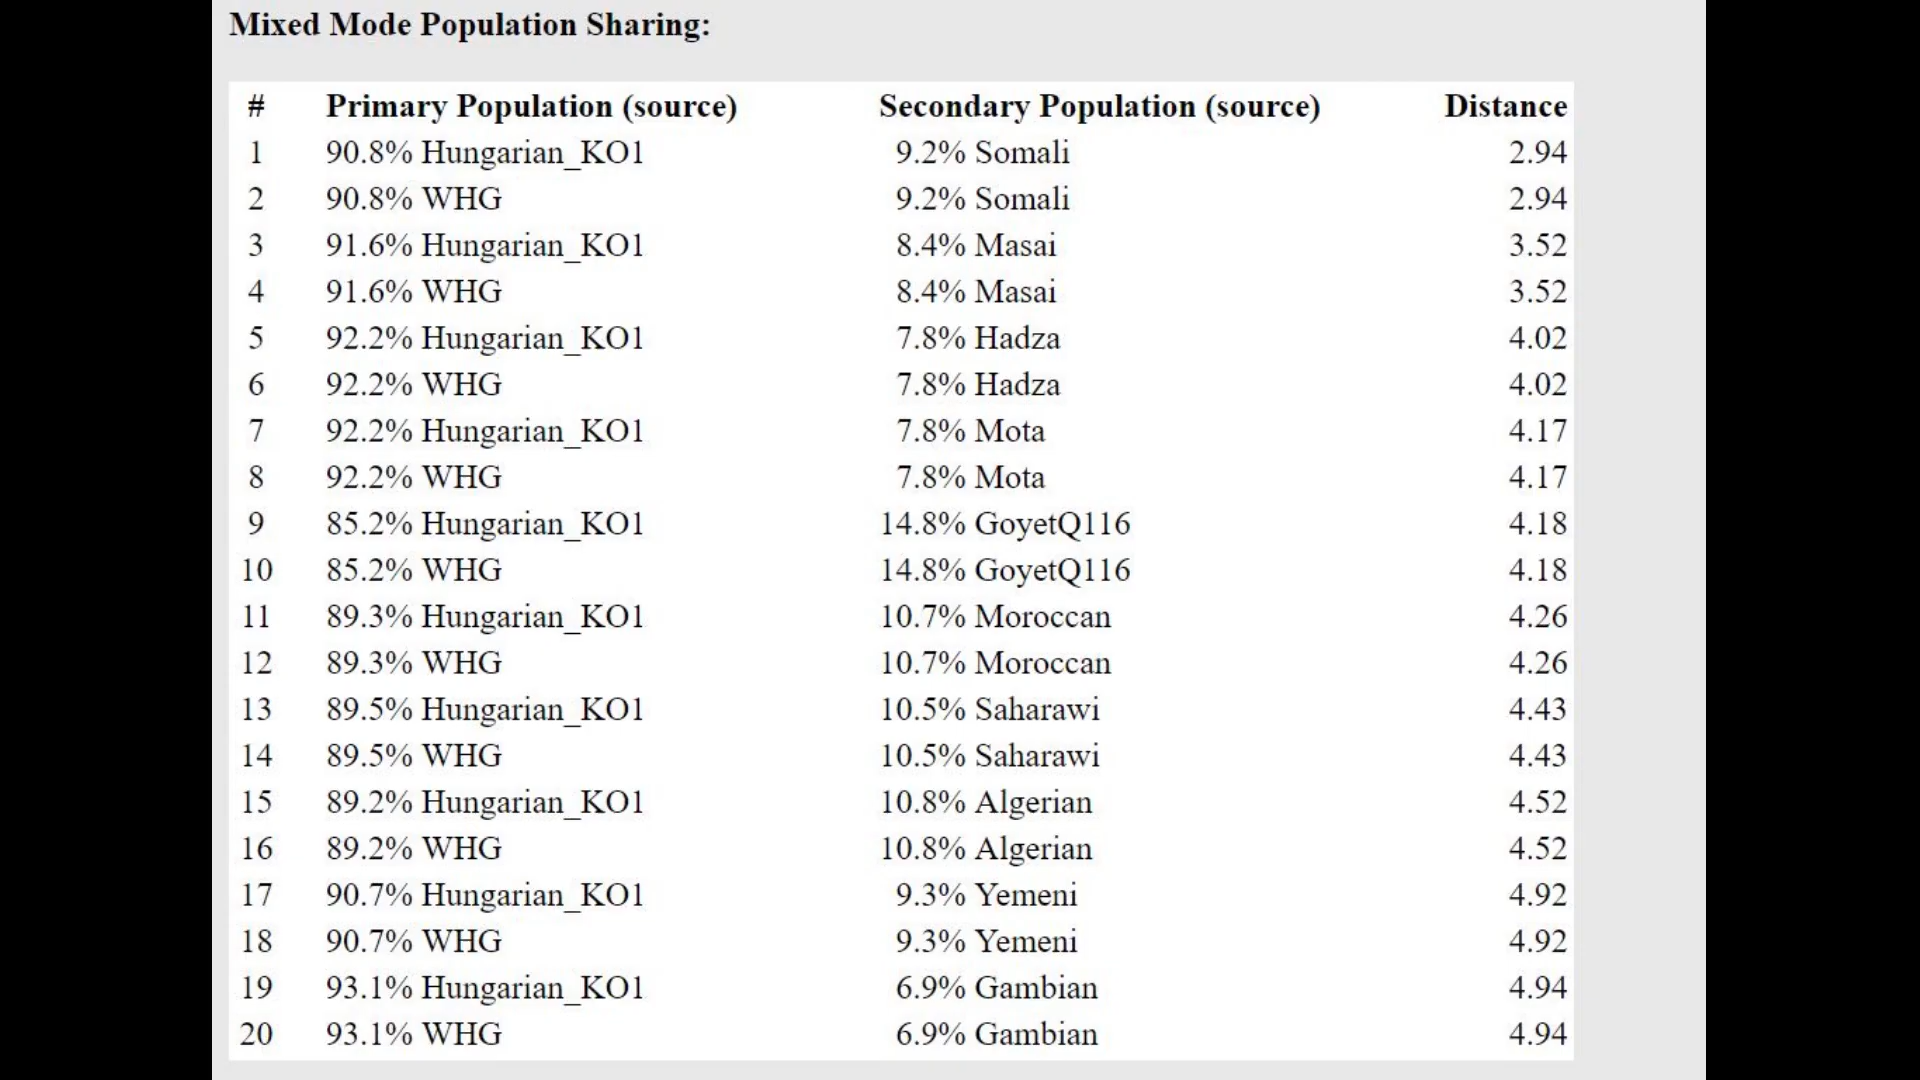 Mixed Mode Population Sharing:
# Primary Population (source) Secondary Population (source) Distance
1 90.8% Hungarian_KO1 9.2% Somali 2.94
2 90.8% WHG 9.2% Somali 2.94
3 91.6% Hungarian_KO1 8.4% Masai 3.52
4 91.6% WHG 8.4% Masai 3.52
5 92.2% Hungarian_KO1 7.8% Hadza 4.02
6 92.2% WHG 7.8% Hadza 4.02
7 92.2% Hungarian_KO1 7.8% Mota 4.17
8 92.2% WHG 7.8% Mota 4.17
9 85.2% Hungarian_KO1 14.8% GoyetQ116 4.18
10 85.2% WHG 14.8% GoyetQ116 4.18
11 89.3% Hungarian_KO1 10.7% Moroccan 4.26
12 89.3% WHG 10.7% Moroccan 4.26
13 89.5% Hungarian_KO1 10.5% Saharawi 4.43
14 89.5% WHG 10.5% Saharawi 4.43
15 89.2% Hungarian_KO1 10.8% Algerian 4.52
16 89.2% WHG 10.8% Algerian 4.52
17 90.7% Hungarian_KO1 9.3% Yemeni 4.92
18 90.7% WHG 9.3% Yemeni 4.92
19 93.1% Hungarian_KO1 6.9% Gambian 4.94
20 93.1% WHG 6.9% Gambian 4.94